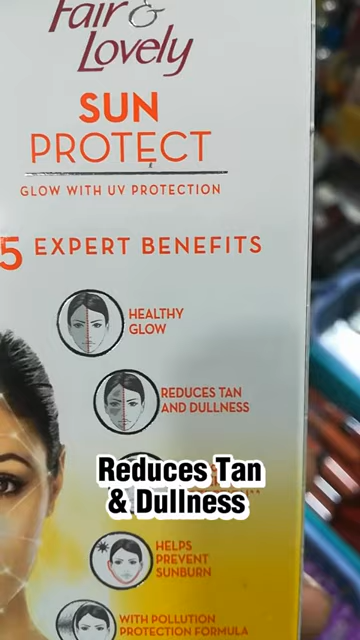 Fair &
Lovely
SUN
PROTECT
GLOW WITH UV PROTECTION
5 EXPERT BENEFITS
HEALTHY
GLOW
REDUCES TAN
AND DULLNESS
Reduces Tan
& Dullness
HELPS
PREVENT
SUNBURN
WITH POLLUTION
PROTECTION FORMULA